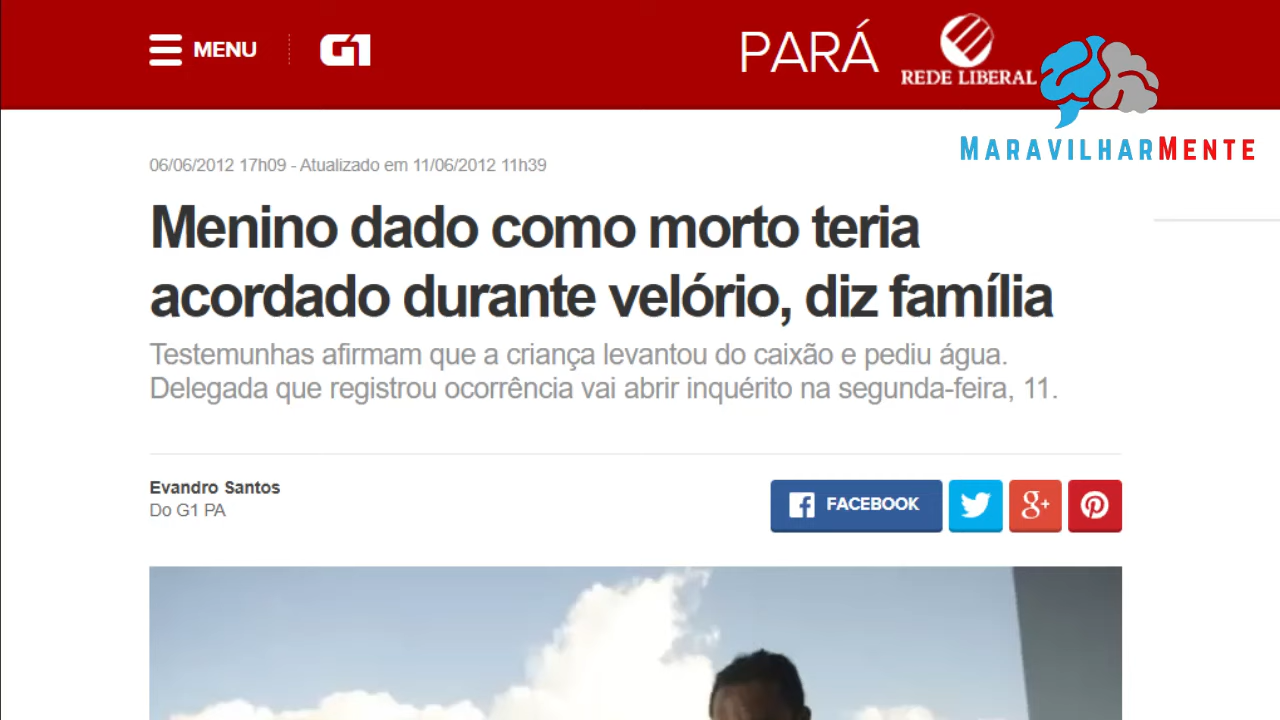 MENU
G1
PARÁ
REDE LIBERAL
MARAVILHARMENTE
06/06/2012 17h09 - Atualizado em 11/06/2012 11h39
Menino dado como morto teria
acordado durante velório, diz família
Testemunhas afirmam que a criança levantou do caixão e pediu água.
Delegada que registrou ocorrência vai abrir inquérito na segunda-feira, 11.
Evandro Santos
Do G1 PA
FACEBOOK
g+